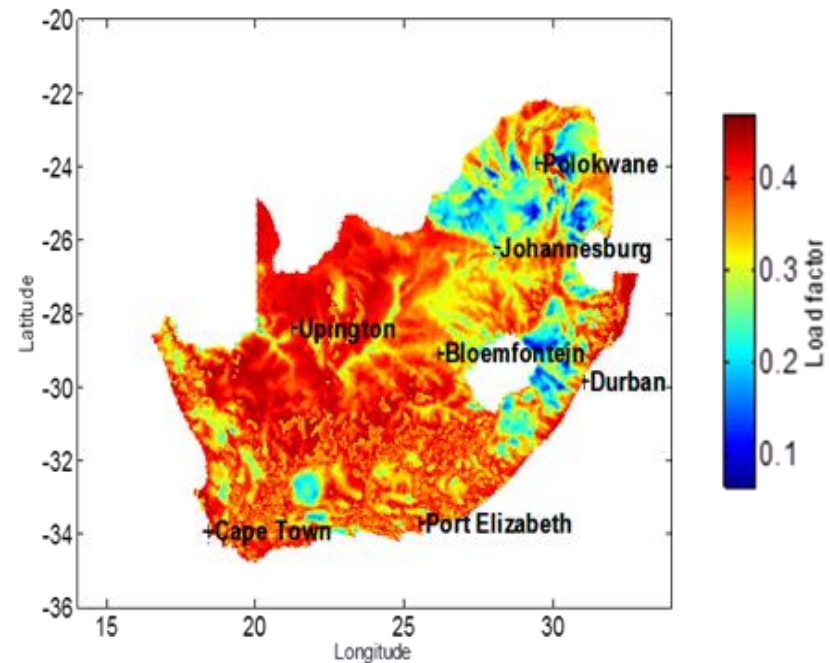 -20
-22
-24
-26
-28
-30
-32
-34
-36
Latitude
15
20
25
30
Longitude
Polokwane
Johannesburg
Upington
Bloemfontein
Durban
Port Elizabeth
Cape Town
0.4
0.3
0.2
0.1
Load factor